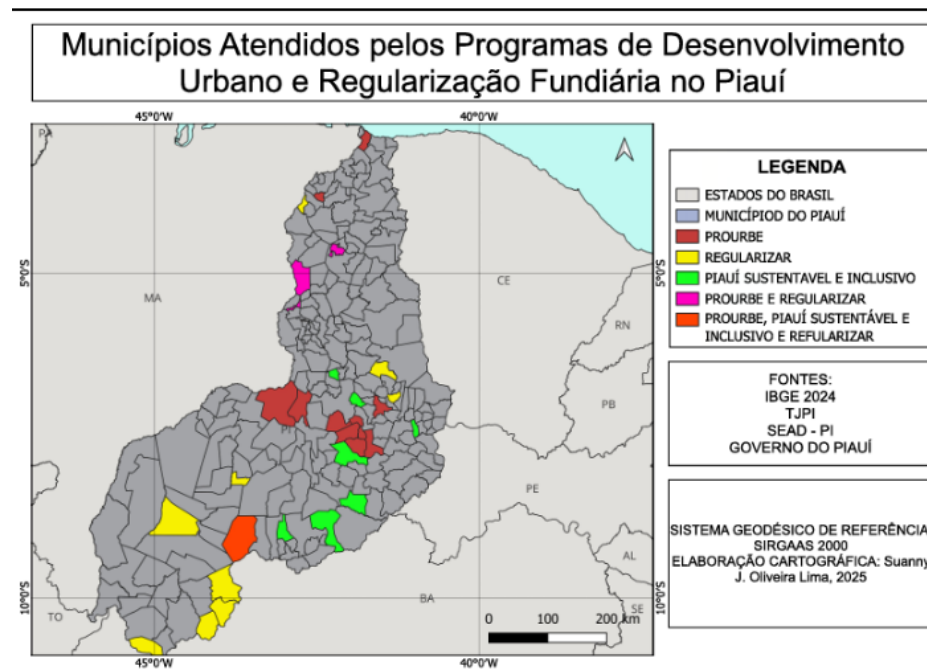 Municípios Atendidos pelos Programas de Desenvolvimento
Urbano e Regularização Fundiária no Piauí
45°0'W
40°0'W
PA
MA
CE
RN
PB
PI
PE
AL
SE
BA
TO
5°0'S
5°0'S
10°0'S
10°0'S
0 100 200 km
45°0'W
40°0'W
LEGENDA
ESTADOS DO BRASIL
MUNICÍPIOD DO PIAUÍ
PROURBE
REGULARIZAR
PIAUÍ SUSTENTAVEL E INCLUSIVO
PROURBE E REGULARIZAR
PROURBE, PIAUÍ SUSTENTÁVEL E
INCLUSIVO E REFULARIZAR
FONTES:
IBGE 2024
TJPI
SEAD - PI
GOVERNO DO PIAUÍ
SISTEMA GEODÉSICO DE REFERÊNCIA
SIRGAAS 2000
ELABORAÇÃO CARTOGRÁFICA: Suanny
J. Oliveira Lima, 2025